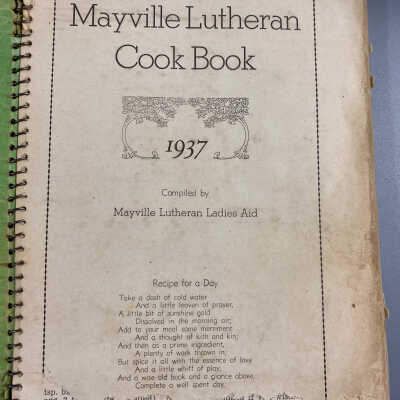 Mayville Lutheran
Cook Book
1937
Compiled by
Mayville Lutheran Ladies Aid
Recipe for a Day
Take a dash of cold water
And a little leaven of prayer,
A little bit of sunshine gold
Dissolved in the morning air;
Add to your meal some merriment
And a thought of kith and kin;
And then as a prime ingredient,
A plenty of work thrown in;
But spice it all with the essence of love
And a little whiff of play,
And a wise old book and a glance above
Complete a well spent day.